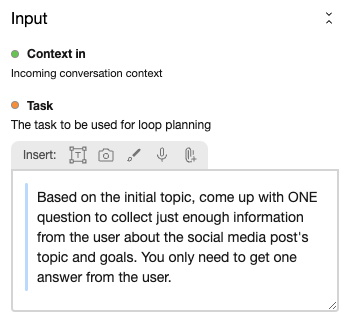 Input
Context in
Incoming conversation context
Task
The task to be used for loop planning
Insert: T
Based on the initial topic, come up with ONE
question to collect just enough information
from the user about the social media post's
topic and goals. You only need to get one
answer from the user.